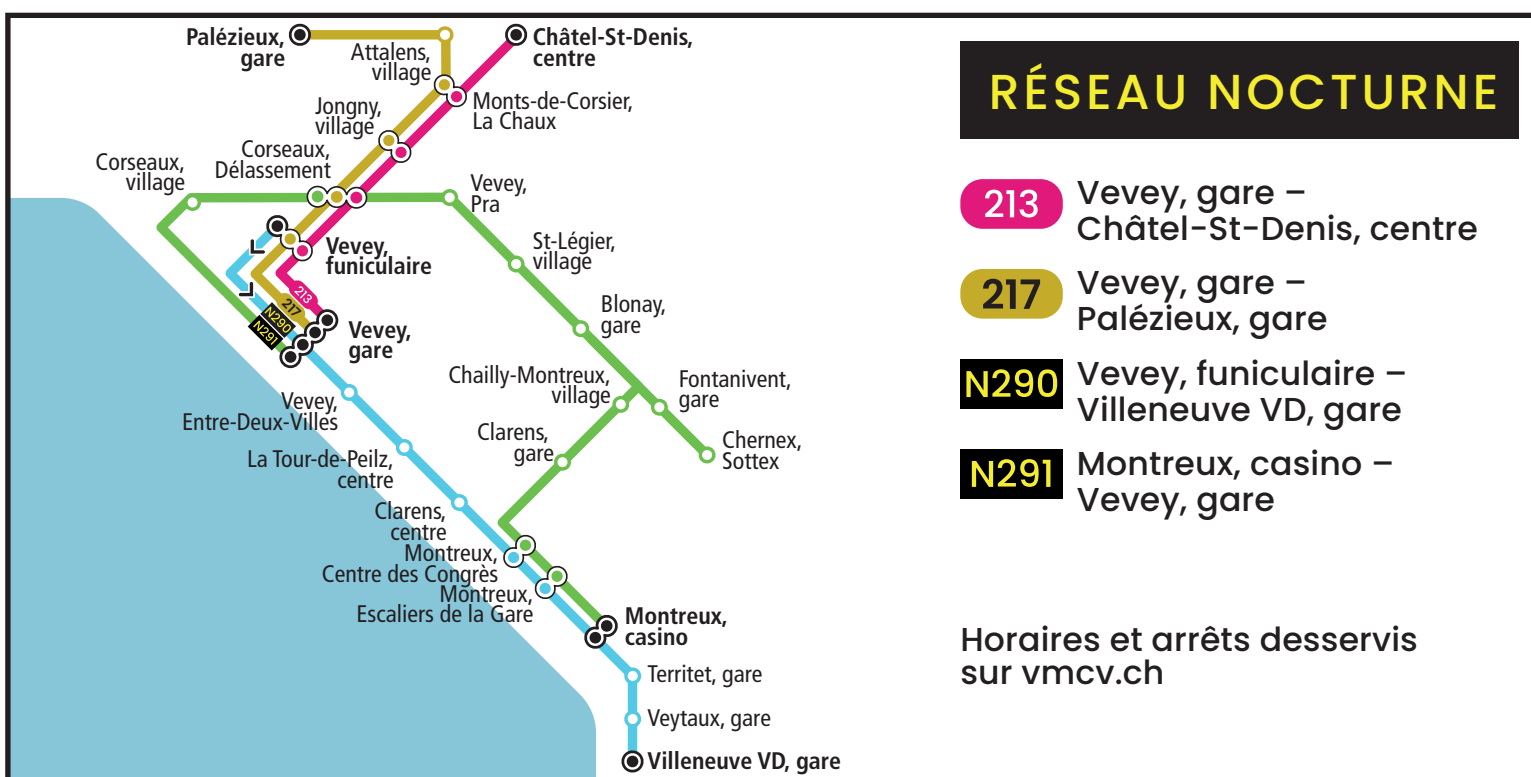 Palézieux,
gare
Attalens,
village
Châtel-St-Denis,
centre
Jongny,
village
Monts-de-Corsier,
La Chaux
Corseaux,
village
Corseaux,
Délassement
Vevey,
Pra
Vevey,
funiculaire
St-Légier,
village
213
217
N290
N291
Vevey,
gare
Blonay,
gare
Vevey,
Entre-Deux-Villes
Chailly-Montreux,
village
Fontanivent,
gare
La Tour-de-Peilz,
centre
Clarens,
gare
Chernex,
Sottex
Clarens,
centre
Montreux,
Centre des Congrès
Montreux,
Escaliers de la Gare
Montreux,
casino
Territet, gare
Veytaux, gare
Villeneuve VD, gare
RÉSEAU NOCTURNE
213 Vevey, gare –
Châtel-St-Denis, centre
217 Vevey, gare –
Palézieux, gare
N290 Vevey, funiculaire –
Villeneuve VD, gare
N291 Montreux, casino –
Vevey, gare
Horaires et arrêts desservis
sur vmcv.ch